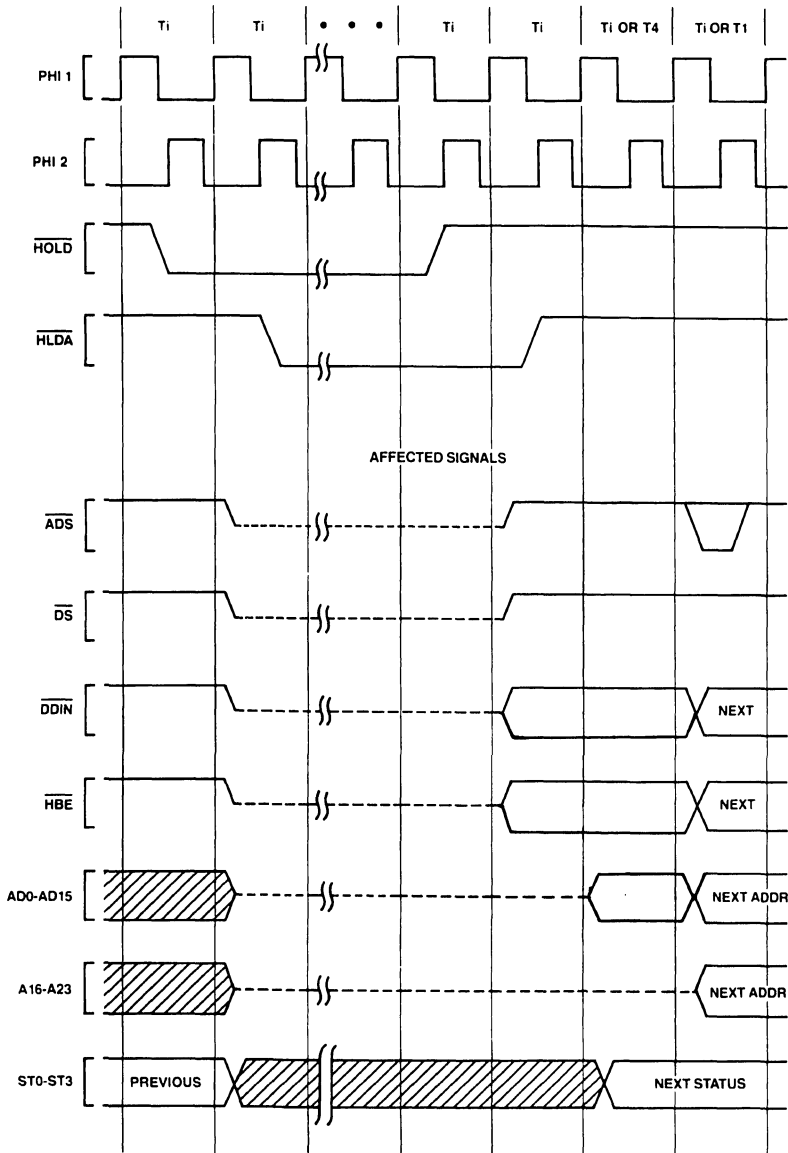 Ti Ti • • • Ti Ti Ti OR T4 Ti OR T1
PHI 1
PHI 2
HOLD
HLDA
AFFECTED SIGNALS
ADS
DS
DDIN NEXT
HBE NEXT
AD0-AD15 NEXT ADDR
A16-A23 NEXT ADDR
ST0-ST3 PREVIOUS NEXT STATUS